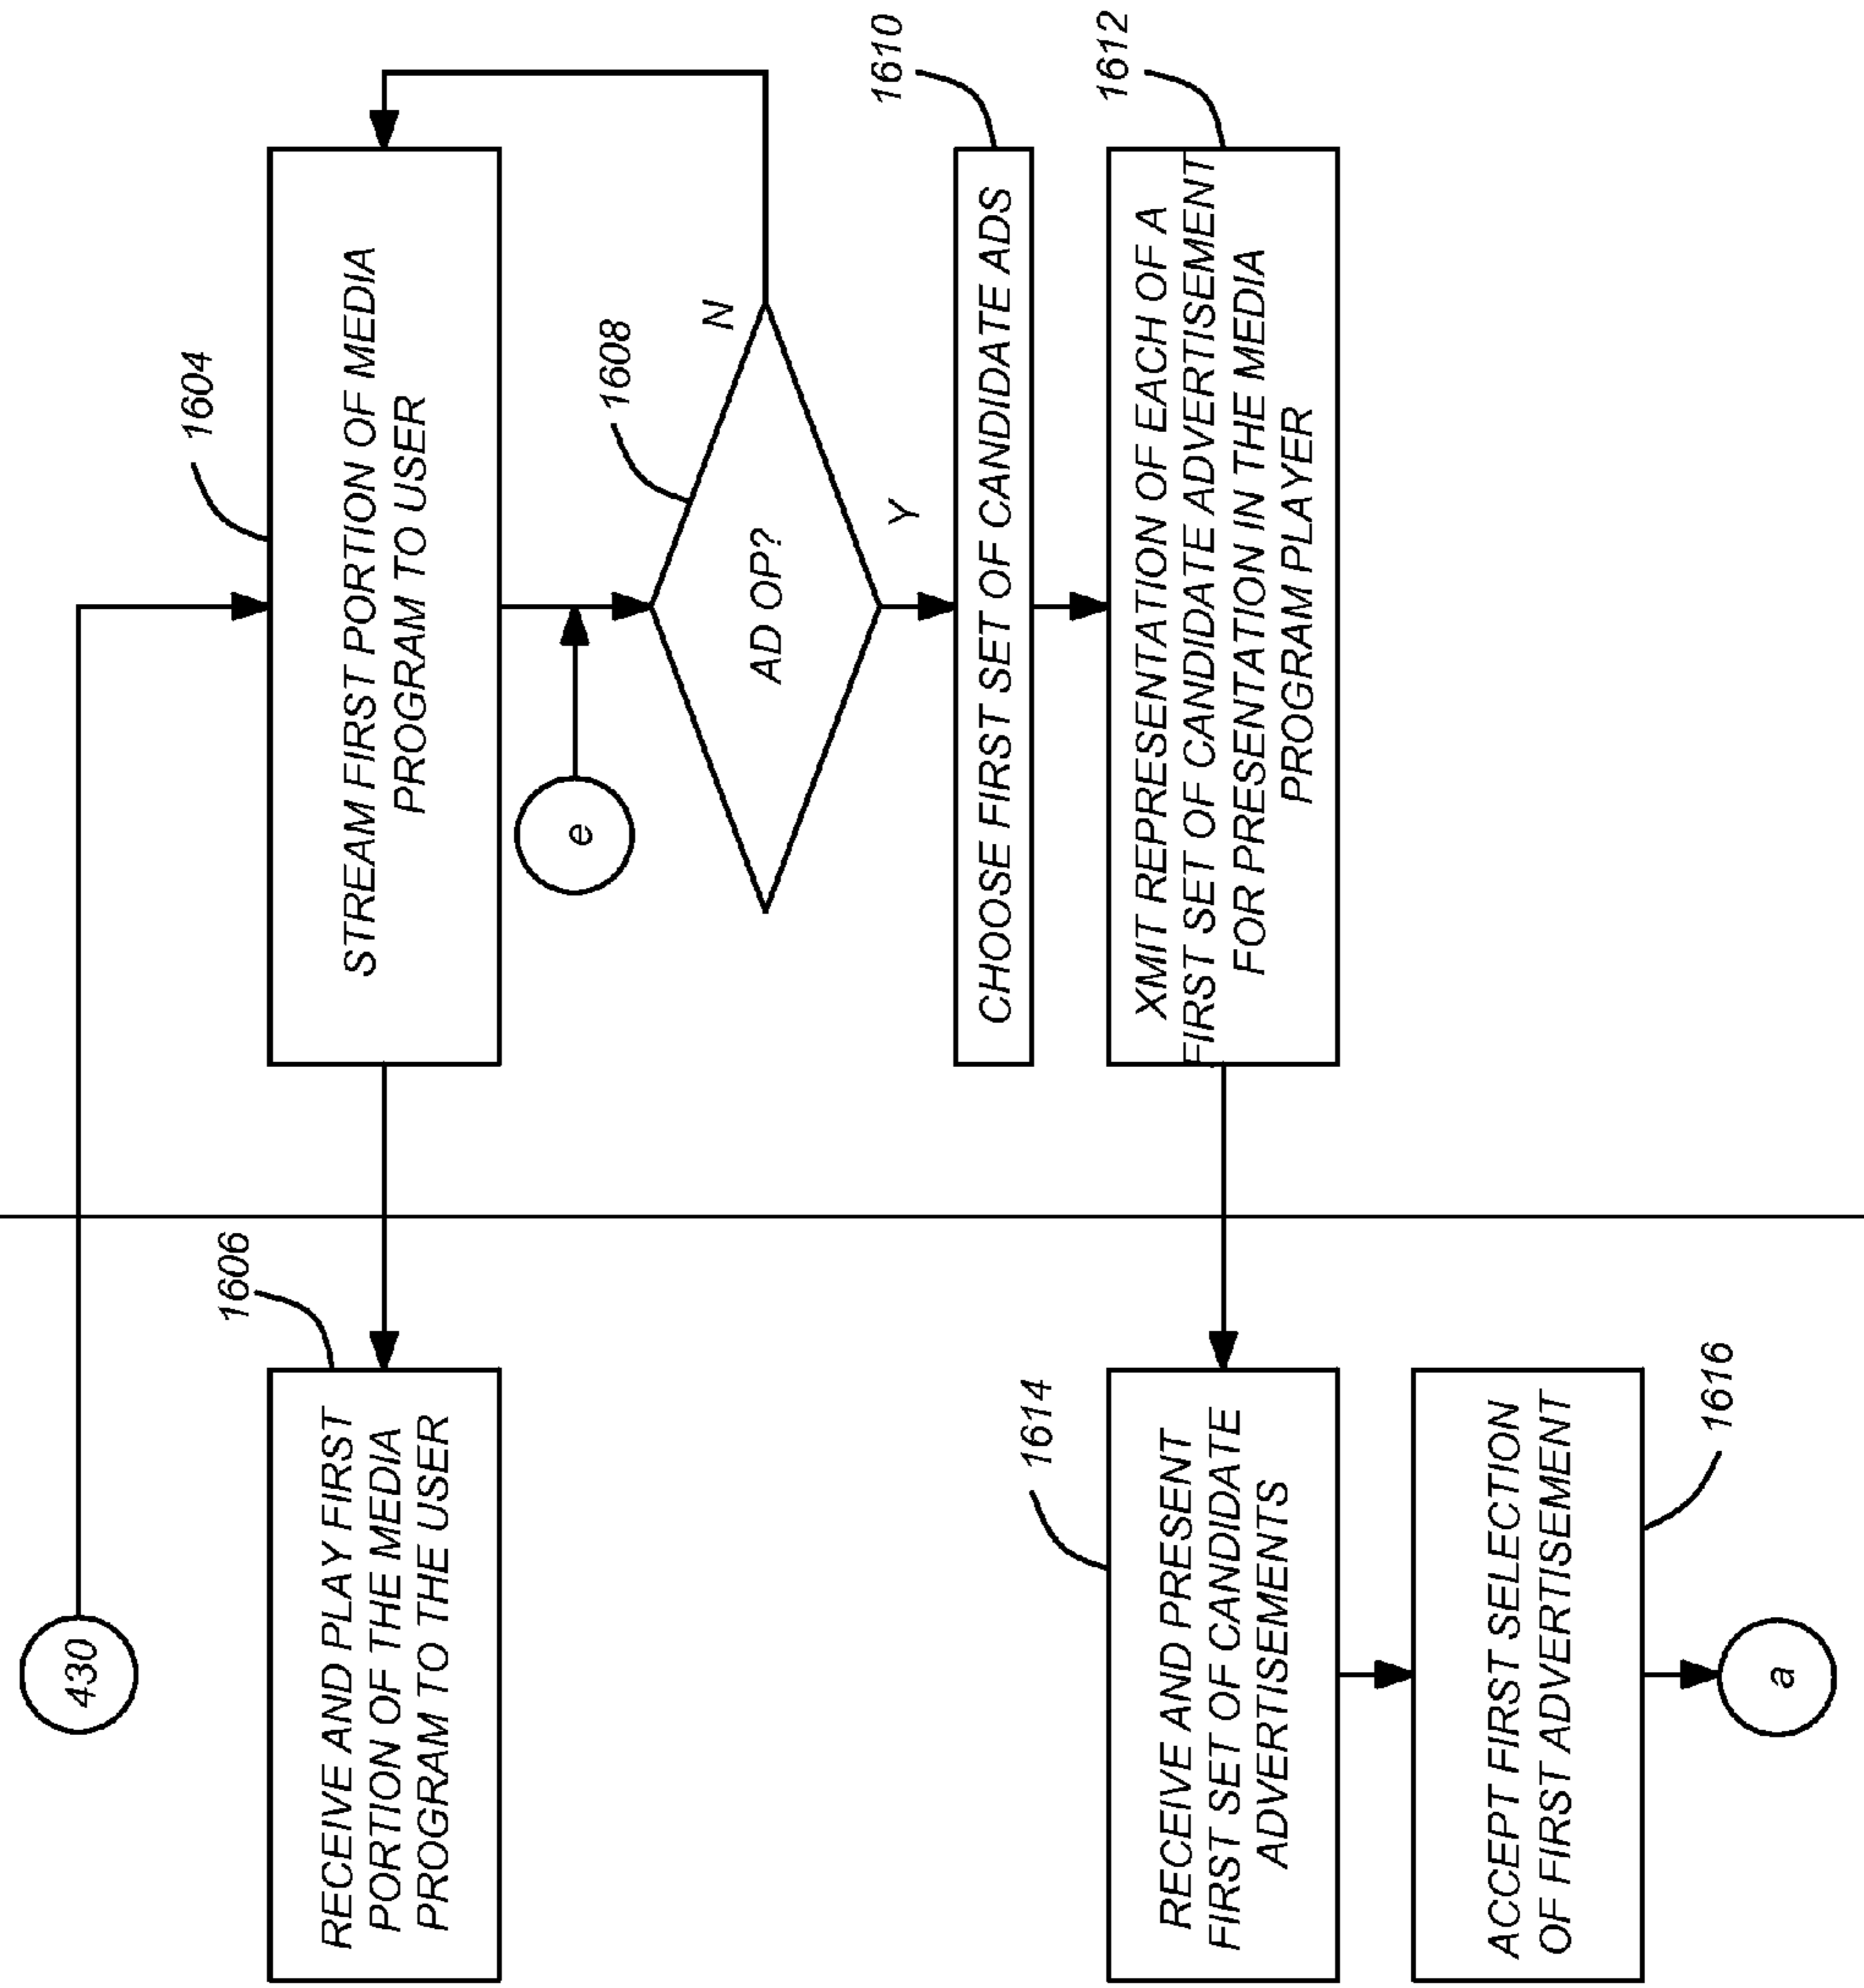 430
1606
RECEIVE AND PLAY FIRST
PORTION OF THE MEDIA
PROGRAM TO THE USER
1604
STREAM FIRST PORTION OF MEDIA
PROGRAM TO USER
e
1608
AD OP?
N
Y
1610
CHOOSE FIRST SET OF CANDIDATE ADS
1612
XMIT REPRESENTATION OF EACH OF A
FIRST SET OF CANDIDATE ADVERTISEMENT
FOR PRESENTATION IN THE MEDIA
PROGRAM PLAYER
1614
RECEIVE AND PRESENT
FIRST SET OF CANDIDATE
ADVERTISEMENTS
ACCEPT FIRST SELECTION
OF FIRST ADVERTISEMENT
1616
a